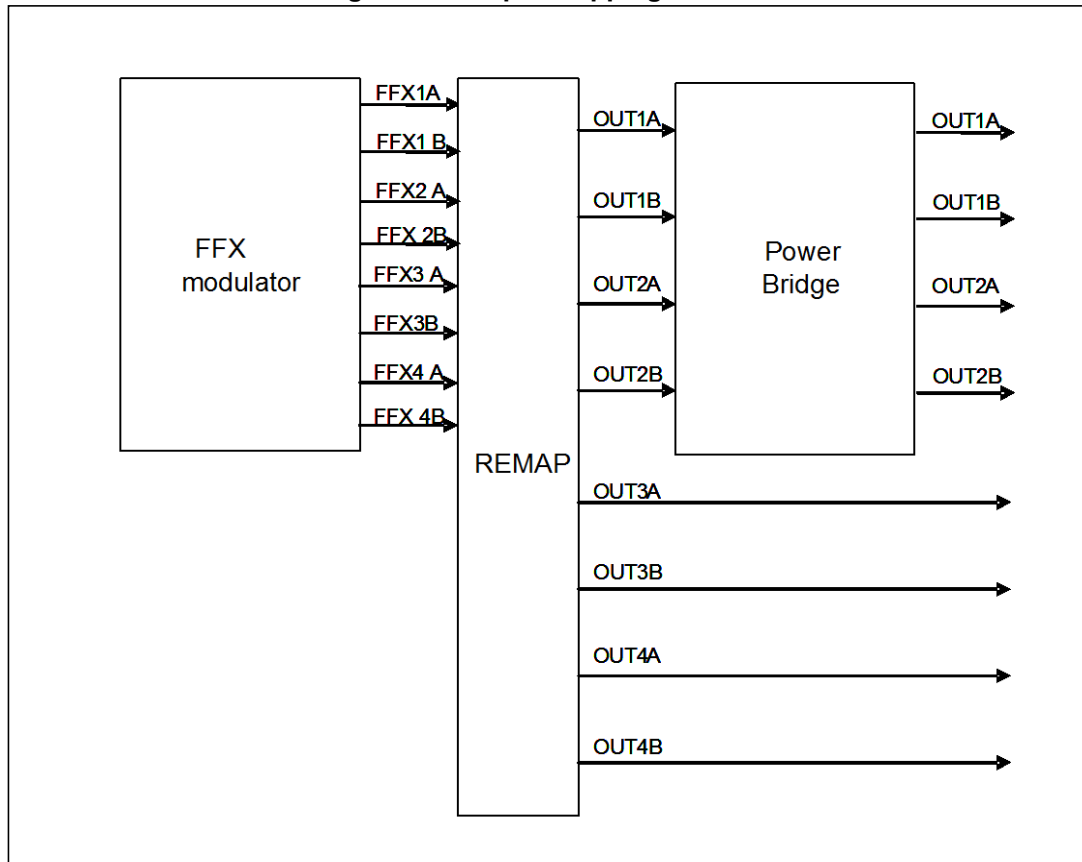 FFX1A
FFX1 B
FFX2 A
FFX 2B
FFX3 A
FFX3B
FFX4 A
FFX 4B
FFX
modulator
REMAP
OUT1A
OUT1B
OUT2A
OUT2B
OUT3A
OUT3B
OUT4A
OUT4B
Power
Bridge
OUT1A
OUT1B
OUT2A
OUT2B